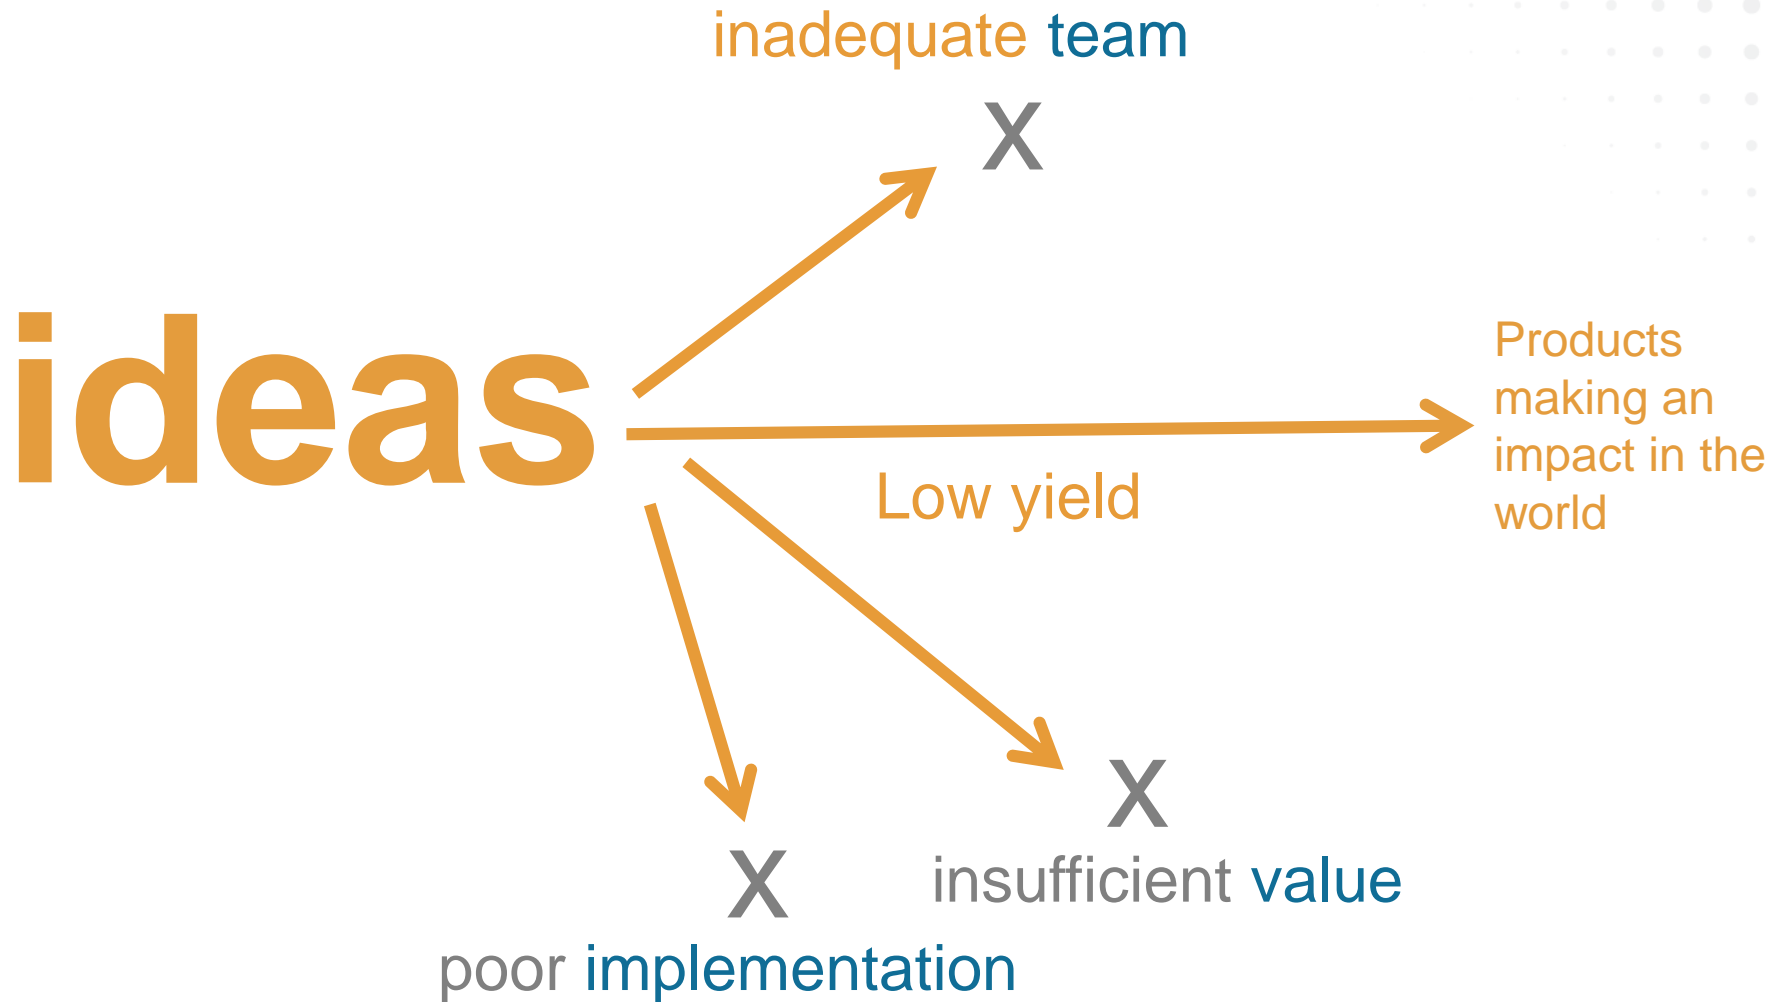 inadequate team
X
ideas
Products
making an
impact in the
world
Low yield
X
insufficient value
X
poor implementation